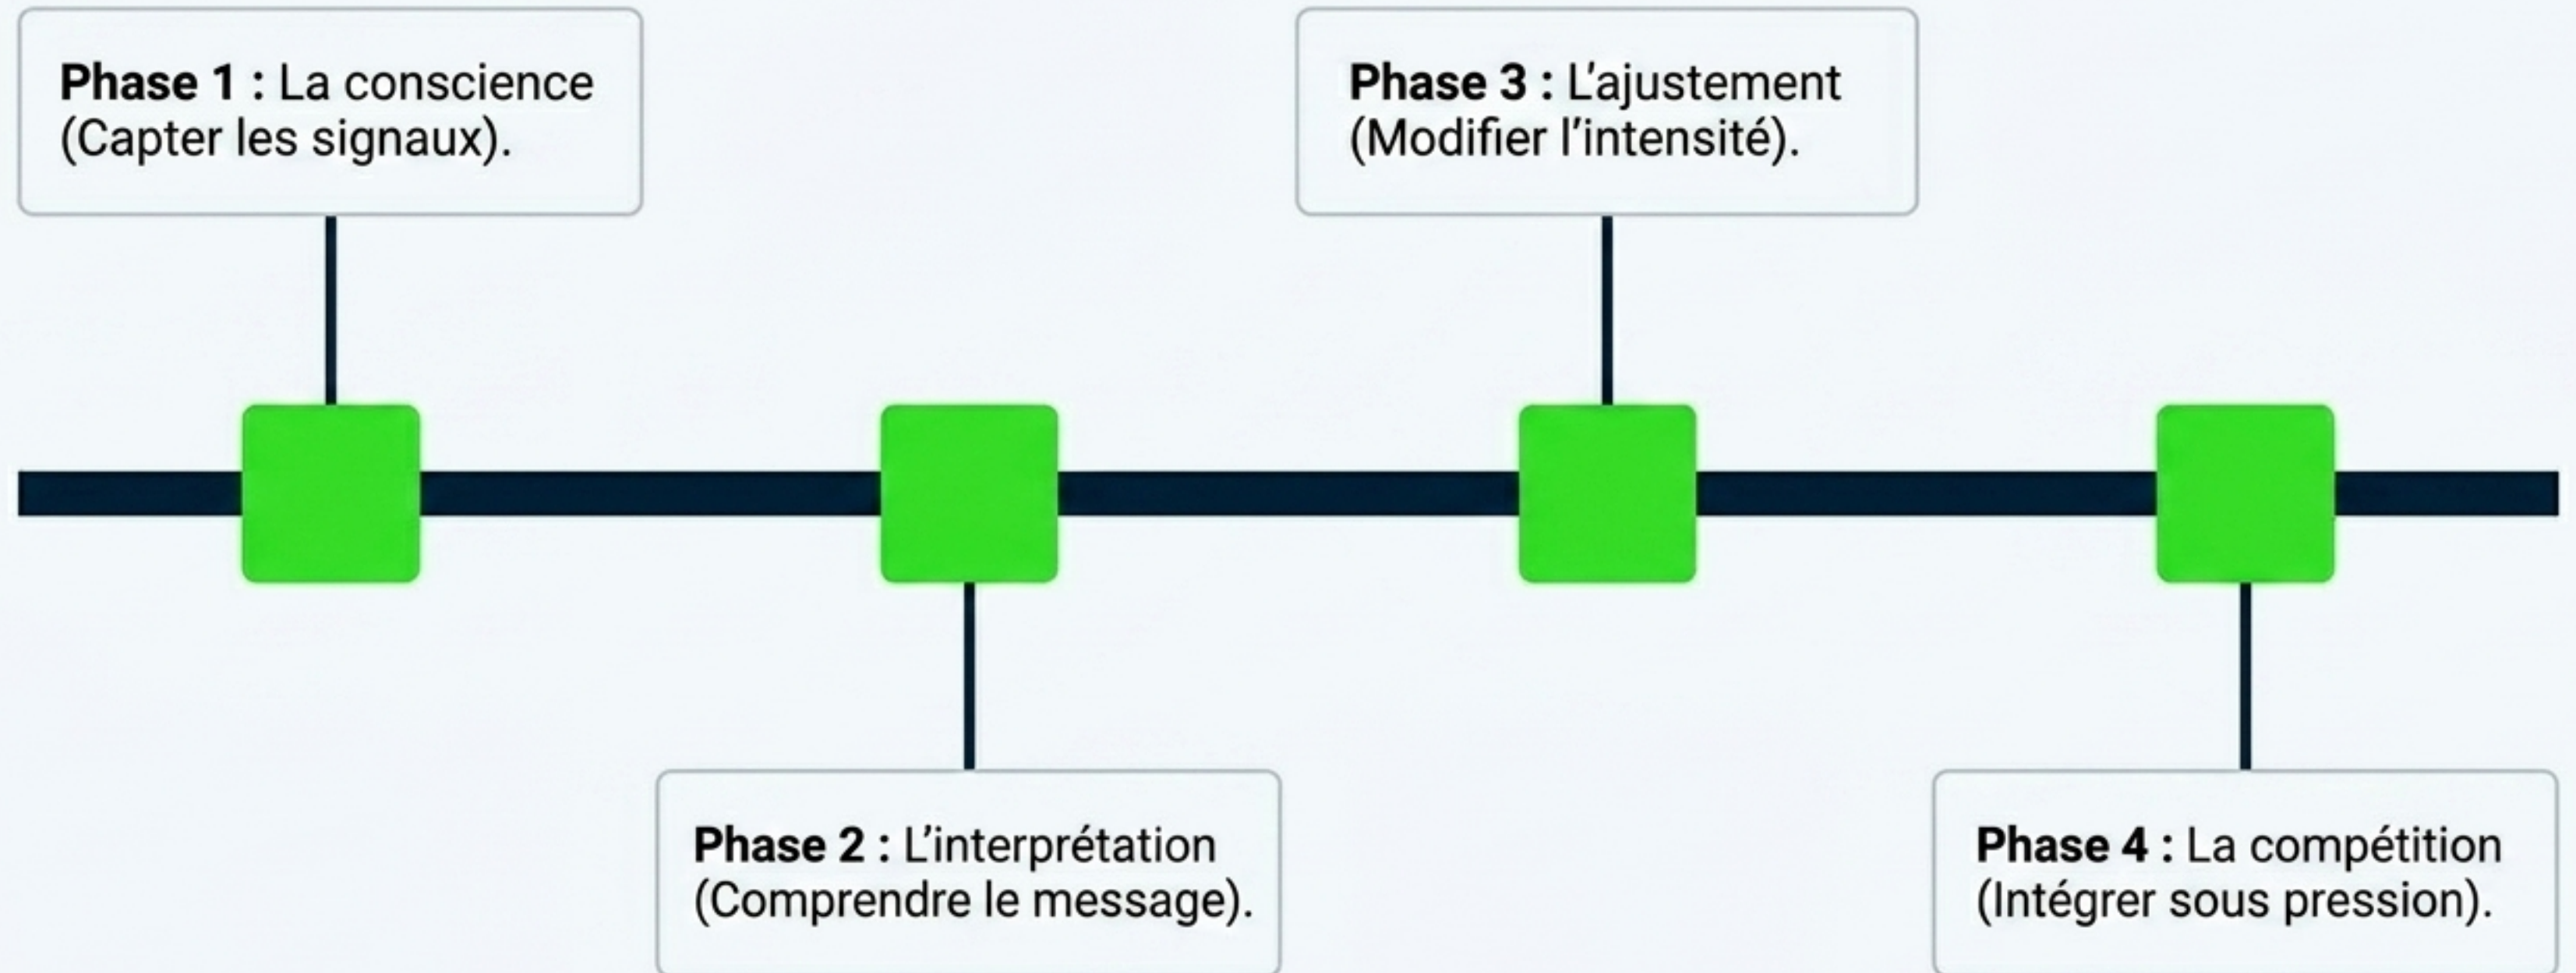 Phase 1 : La conscience
(Capter les signaux).
Phase 2 : L’interprétation
(Comprendre le message).
Phase 3 : L’ajustement
(Modifier l’intensité).
Phase 4 : La compétition
(Intégrer sous pression).